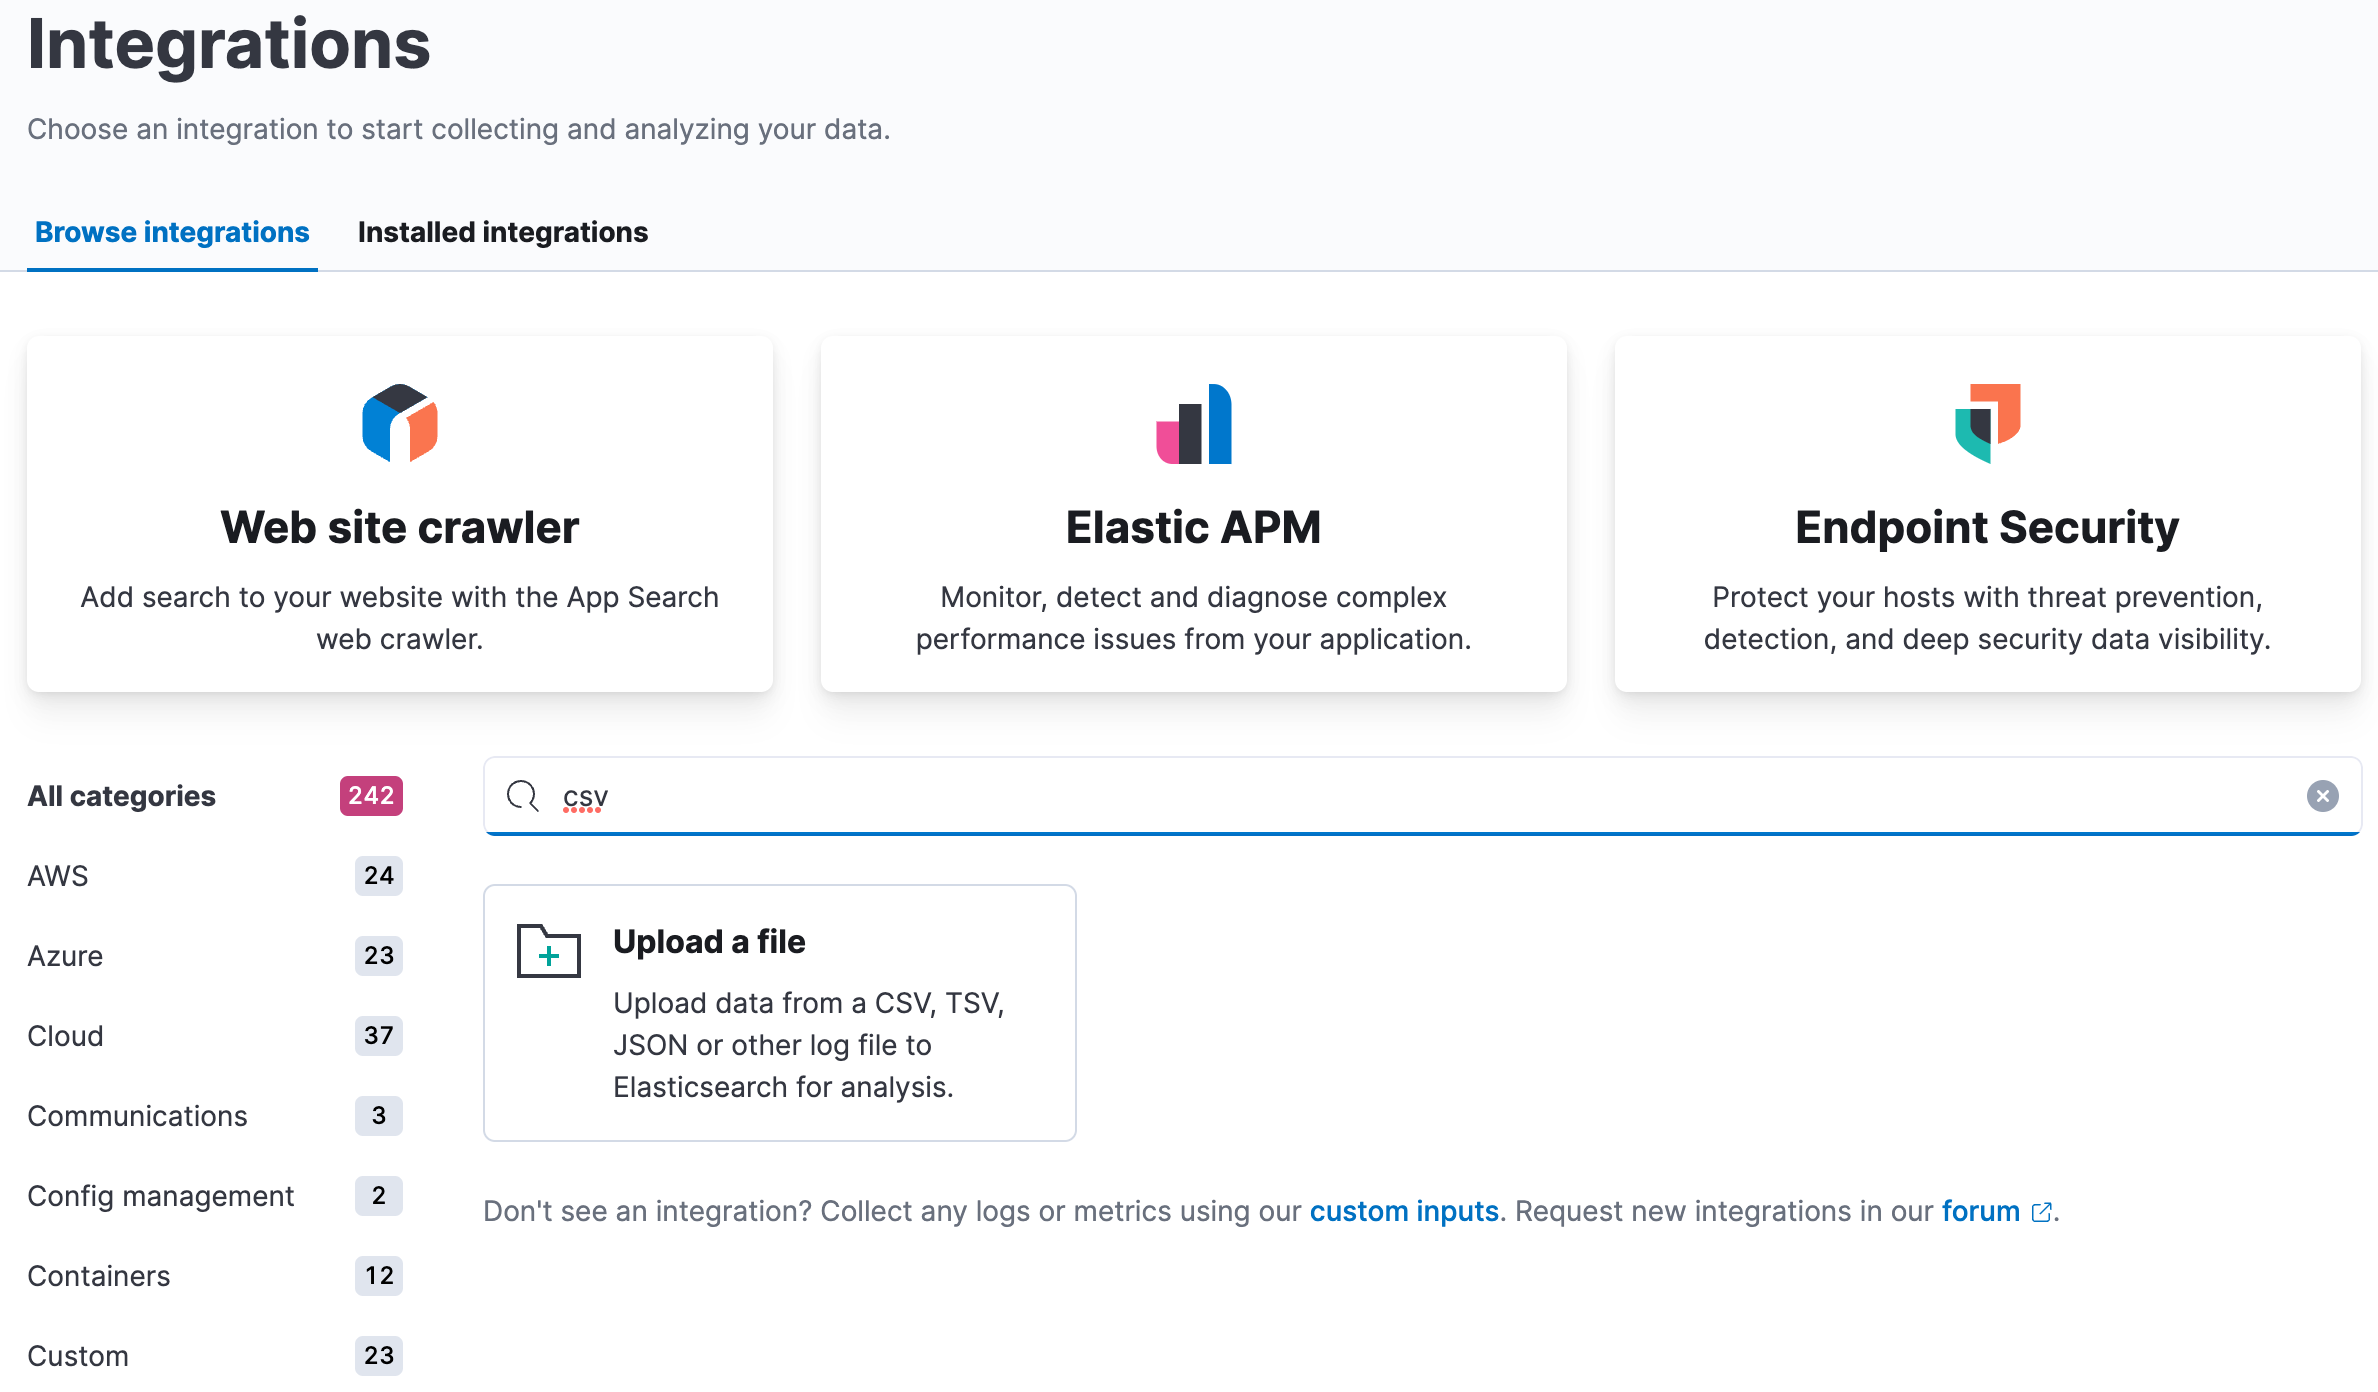 Integrations
Choose an integration to start collecting and analyzing your data.
Browse integrations
Installed integrations
Web site crawler
Add search to your website with the App Search
web crawler.
Elastic APM
Monitor, detect and diagnose complex
performance issues from your application.
Endpoint Security
Protect your hosts with threat prevention,
detection, and deep security data visibility.
All categories 242
AWS 24
Azure 23
Cloud 37
Communications 3
Config management 2
Containers 12
Custom 23
csv
Upload a file
Upload data from a CSV, TSV,
JSON or other log file to
Elasticsearch for analysis.
Don't see an integration? Collect any logs or metrics using our custom inputs. Request new integrations in our forum.